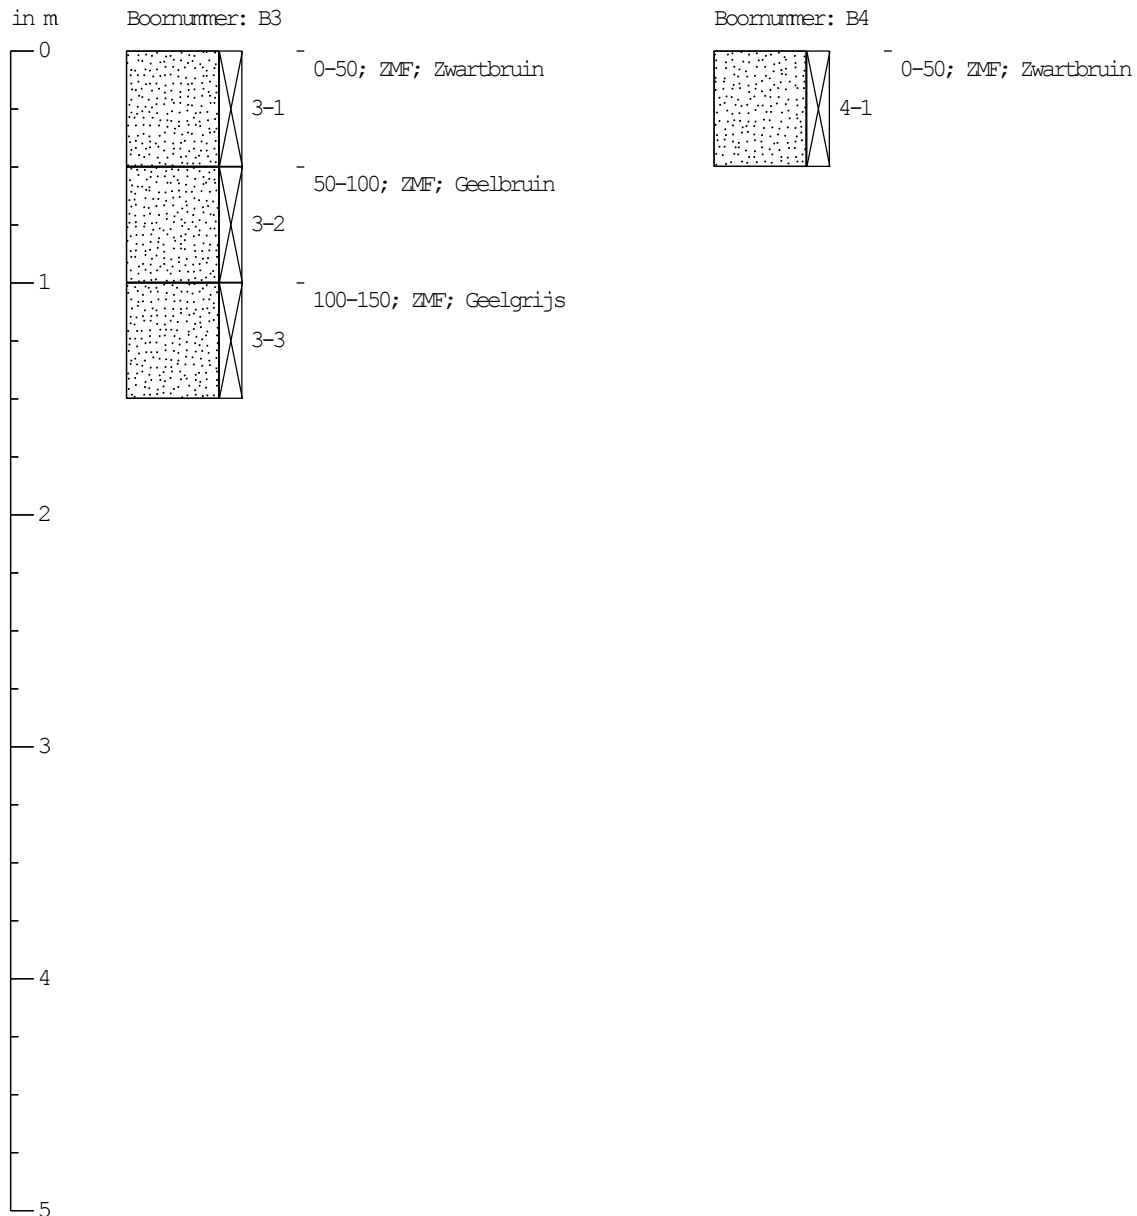 in m
Boornummer: B3
Boornummer: B4
0
0-50; ZMF; Zwartbruin
3-1
50-100; ZMF; Geelbruin
3-2
100-150; ZMF; Geelgrijs
3-3
0-50; ZMF; Zwartbruin
4-1
1
2
3
4
5